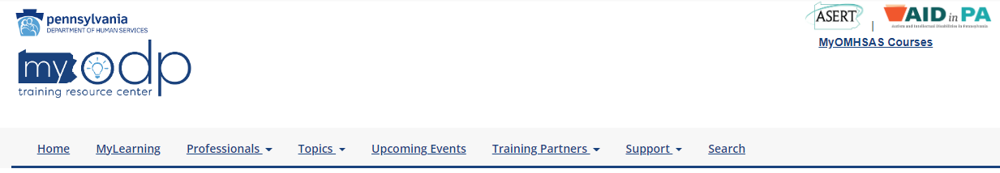 pennsylvania
DEPARTMENT OF HUMAN SERVICES
my odp
training resource center
ASERT | AID in PA
Autism and Intellectual Disabilities in Pennsylvania
MyOMHSAS Courses
Home MyLearning Professionals Topics Upcoming Events Training Partners Support Search